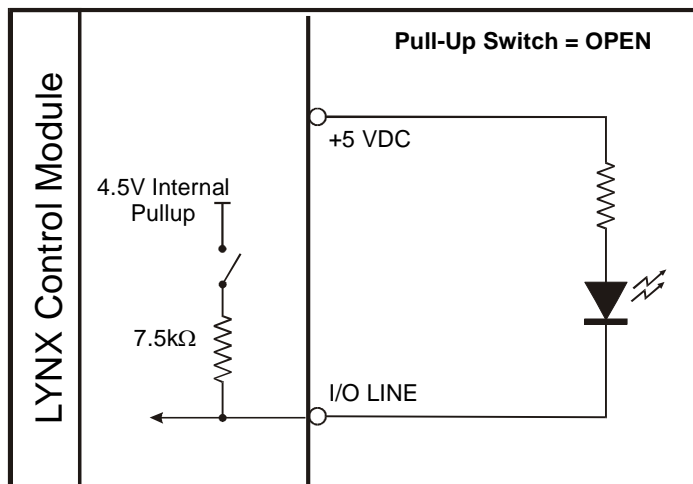 LYNX Control Module
Pull-Up Switch = OPEN
+5 VDC
4.5V Internal
Pullup
7.5kΩ
I/O LINE